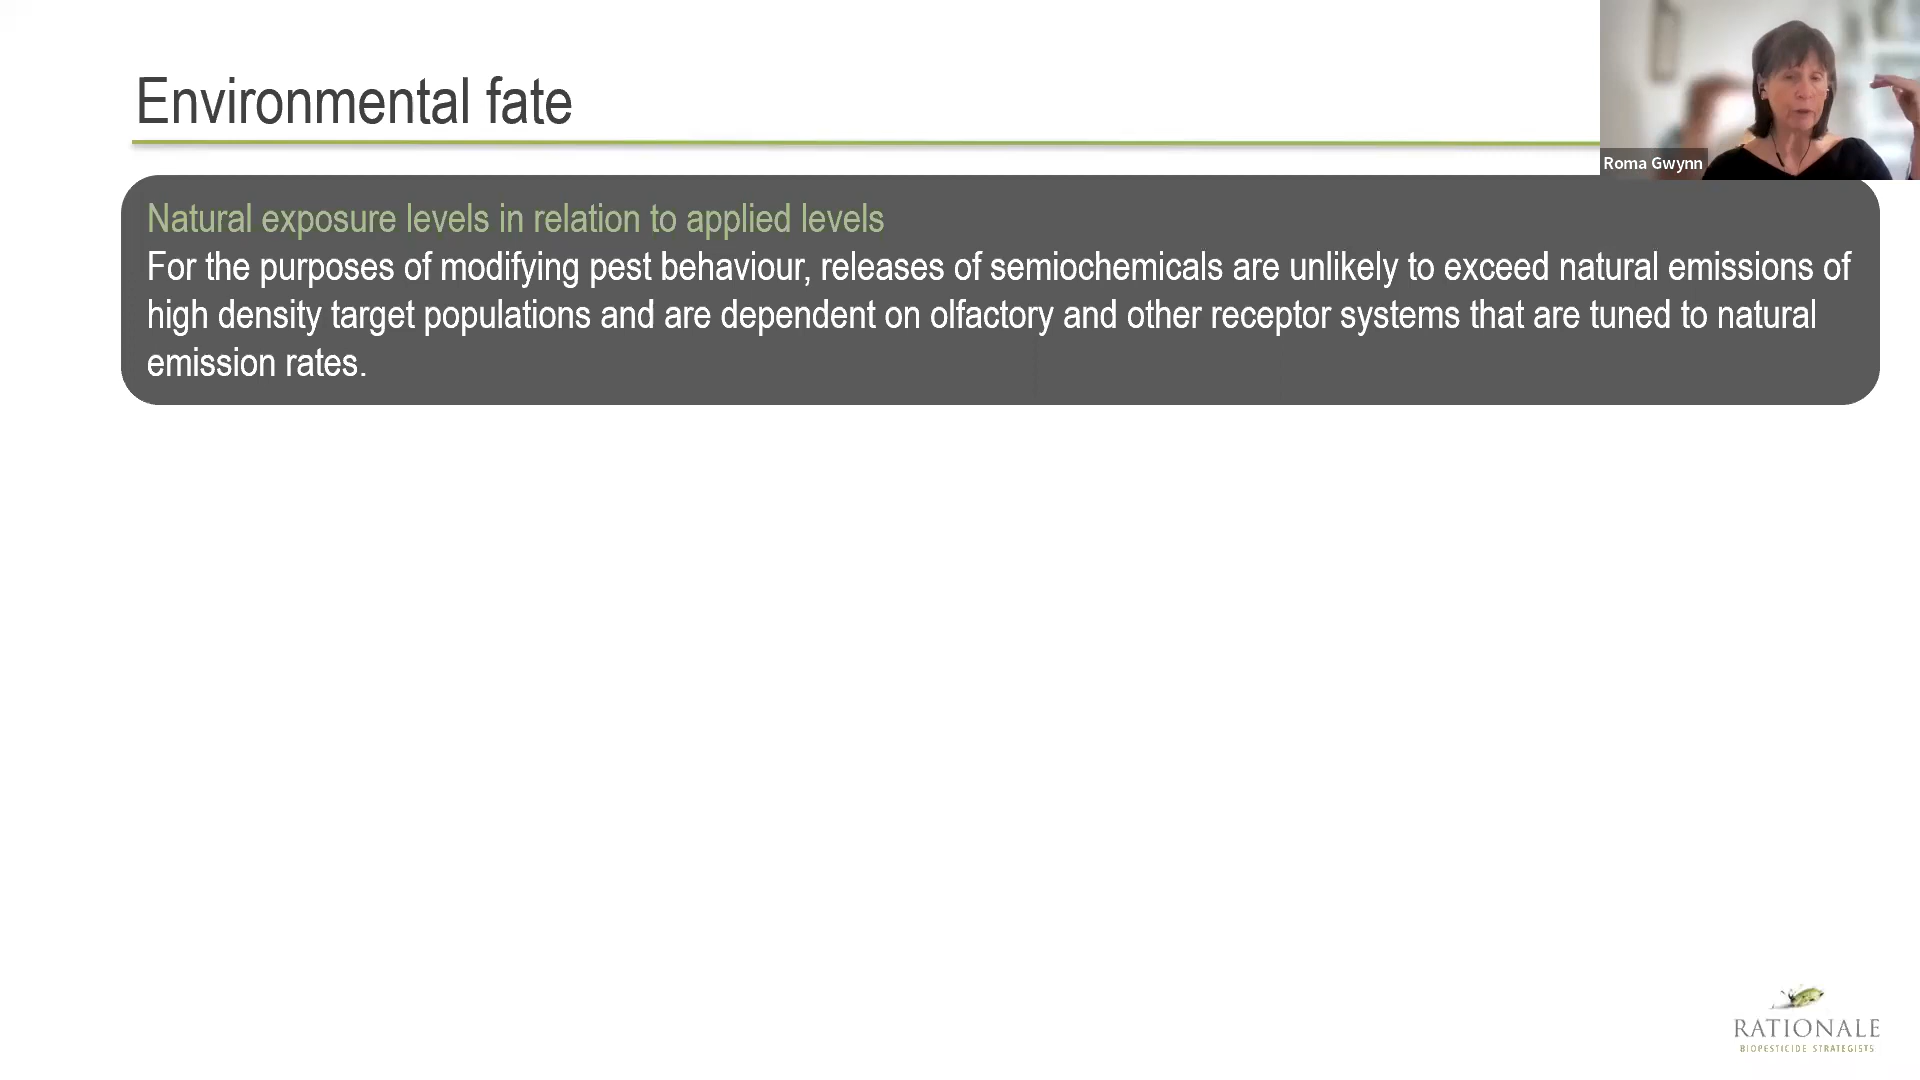 Environmental fate
Roma Gwynn
Natural exposure levels in relation to applied levels
For the purposes of modifying pest behaviour, releases of semiochemicals are unlikely to exceed natural emissions of
high density target populations and are dependent on olfactory and other receptor systems that are tuned to natural
emission rates.
RATIONALE
BIOPESTICIDE STRATEGISTS